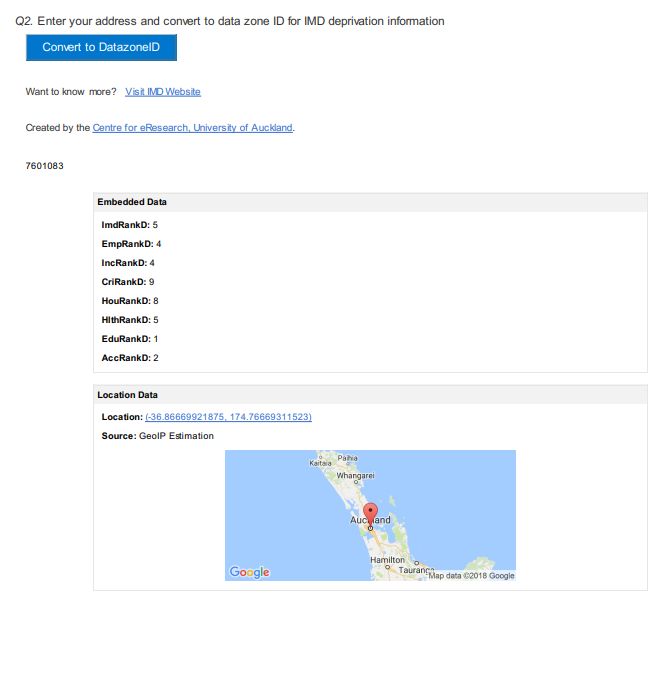 Q2. Enter your address and convert to data zone ID for IMD deprivation information
Convert to DatazoneID
Want to know more? Visit IMD Website
Created by the Centre for eResearch, University of Auckland.
7601083
Embedded Data
ImdRankD: 5
EmpRankD: 4
IncRankD: 4
CriRankD: 9
HouRankD: 8
HlthRankD: 5
EduRankD: 1
AccRankD: 2
Location Data
Location: (-36.86669921875, 174.76669311523)
Source: GeoIP Estimation
Paihia
Kaitaia
Whangarei
Hamilton
Google
Map data ©2018 Google